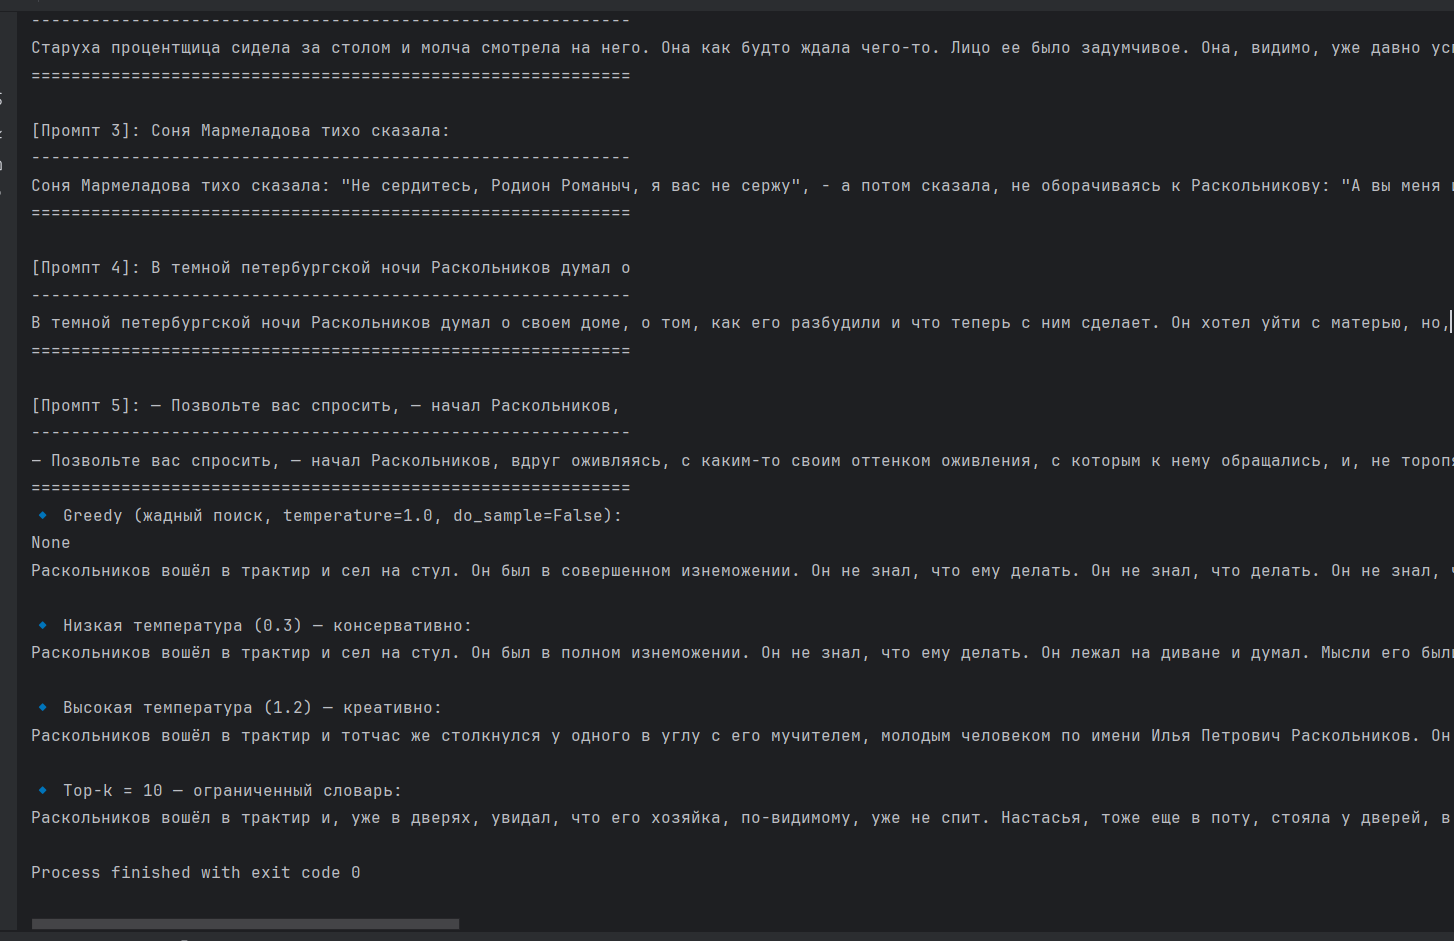 ------------------------------------------------------------
Старуха процентщица сидела за столом и молча смотрела на него. Она как будто ждала чего-то. Лицо ее было задумчивое. Она, видимо, уже давно
============================================================
[Промпт 3]: Соня Мармеладова тихо сказала:
------------------------------------------------------------
Соня Мармеладова тихо сказала: "Не сердитесь, Родион Романыч, я вас не сержу", - а потом сказала, не оборачиваясь к Раскольникову: "А вы меня
============================================================
[Промпт 4]: В темной петербургской ночи Раскольников думал о
------------------------------------------------------------
В темной петербургской ночи Раскольников думал о своем доме, о том, как его разбудили и что теперь с ним сделает. Он хотел уйти с матерью, но,
============================================================
[Промпт 5]: — Позвольте вас спросить, — начал Раскольников,
------------------------------------------------------------
— Позвольте вас спросить, — начал Раскольников, вдруг оживляясь, с каким-то своим оттенком оживления, с которым к нему обращались, и, не
============================================================
🔹 Greedy (жадный поиск, temperature=1.0, do_sample=False):
None
Раскольников вошёл в трактир и сел на стул. Он был в совершенном изнеможении. Он не знал, что ему делать. Он не знал, что делать. Он не знал,
🔹 Низкая температура (0.3) — консервативно:
Раскольников вошёл в трактир и сел на стул. Он был в полном изнеможении. Он не знал, что ему делать. Он лежал на диване и думал. Мысли его
🔹 Высокая температура (1.2) — креативно:
Раскольников вошёл в трактир и тотчас же столкнулся у одного в углу с его мучителем, молодым человеком по имени Илья Петрович Раскольников. Он
🔹 Top-k = 10 — ограниченный словарь:
Раскольников вошёл в трактир и, уже в дверях, увидал, что его хозяйка, по-видимому, уже не спит. Настасья, тоже еще в поту, стояла у дверей, в
Process finished with exit code 0